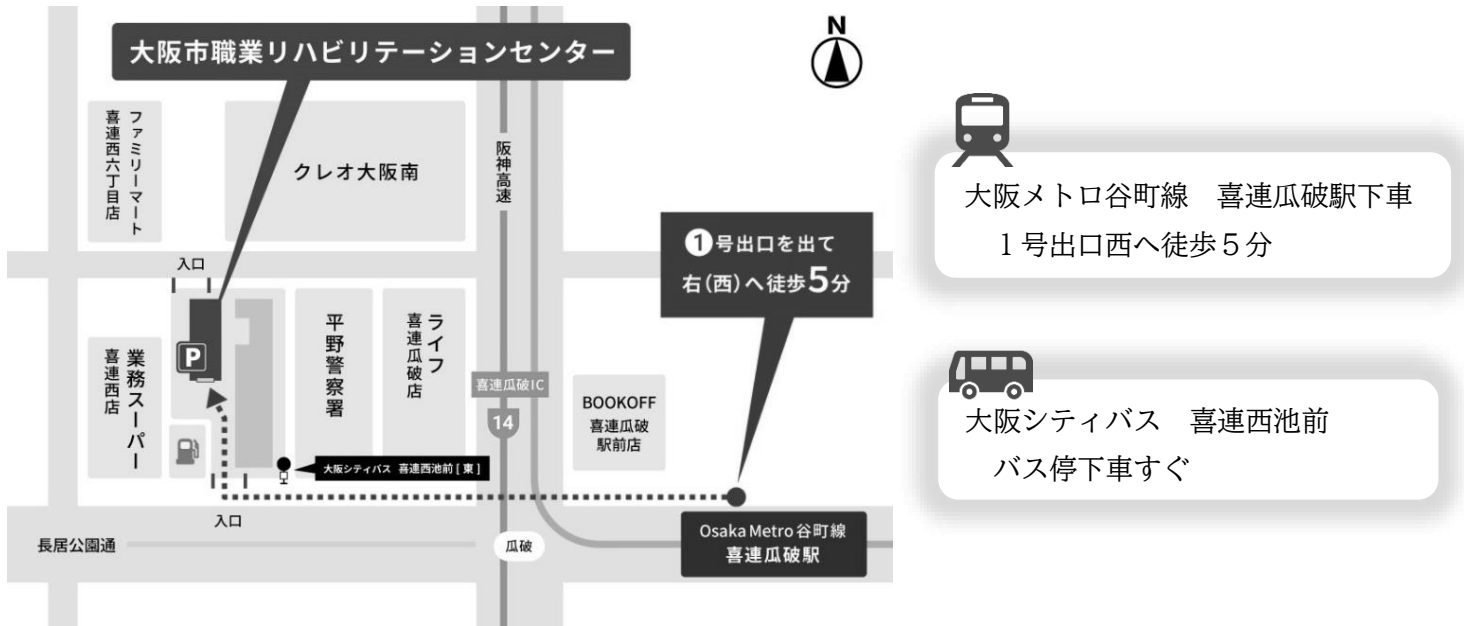 大阪市職業リハビリテーションセンター
N
ファミリーマート
喜連西六丁目店
クレオ大阪南
阪神高速
❶号出口を出て
右(西)へ徒歩5分
入口
P
業務スーパー
喜連西店
平野警察署
ライフ
喜連瓜破店
喜連瓜破IC
14
BOOKOFF
喜連瓜破
駅前店
大阪シティバス 喜連西池前[東]
入口
長居公園通
瓜破
Osaka Metro 谷町線
喜連瓜破駅
大阪メトロ谷町線　喜連瓜破駅下車
１号出口西へ徒歩５分
大阪シティバス　喜連西池前
バス停下車すぐ